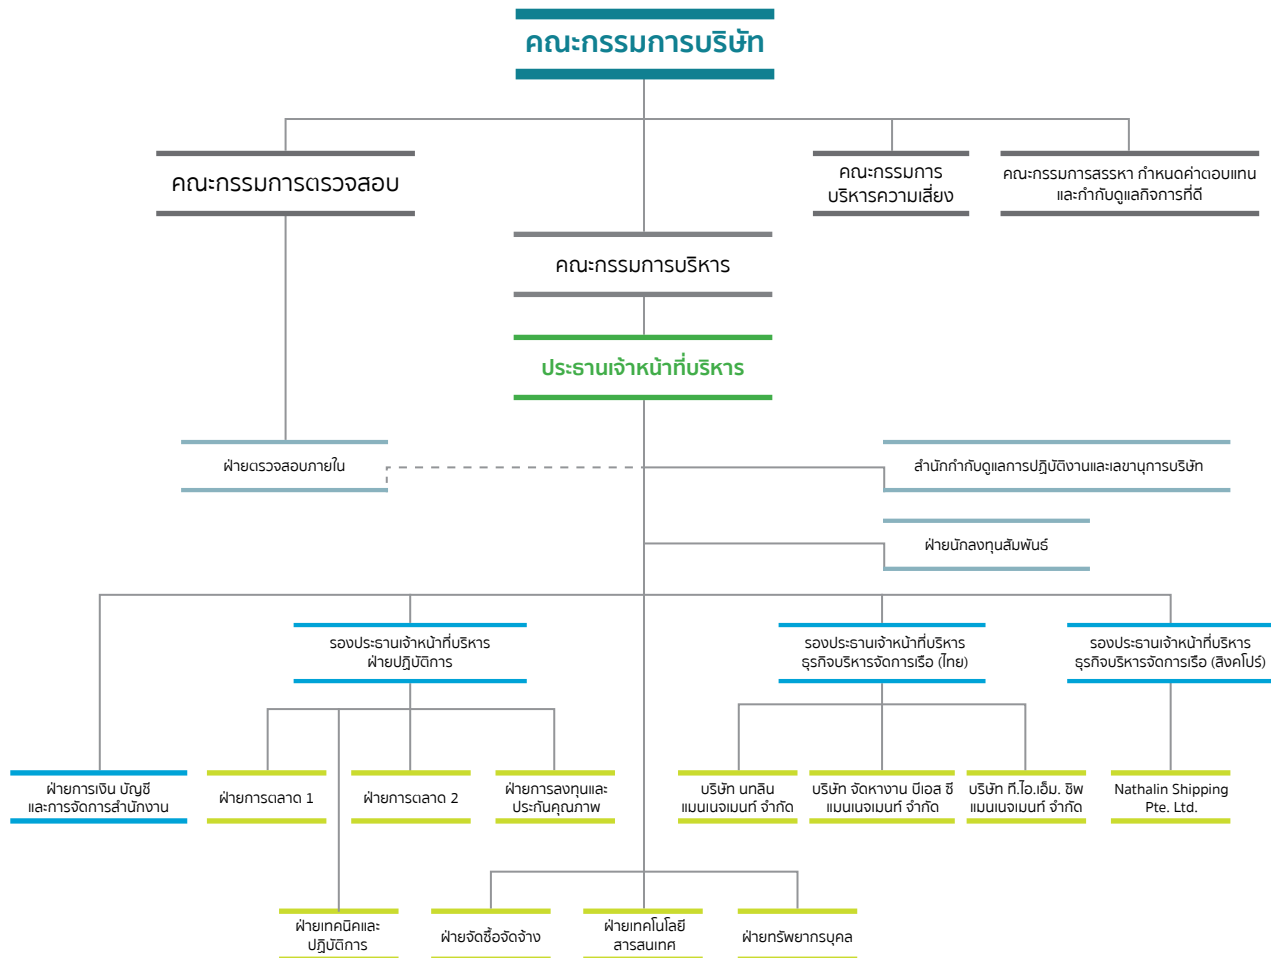 คณะกรรมการบริษัท
คณะกรรมการตรวจสอบ
คณะกรรมการ
บริหารความเสี่ยง
คณะกรรมการสรรหา กำหนดค่าตอบแทน
และกำกับดูแลกิจการที่ดี
คณะกรรมการบริหาร
ประธานเจ้าหน้าที่บริหาร
ฝ่ายตรวจสอบภายใน
สำนักกำกับดูแลการปฏิบัติงานและเลขานุการบริษัท
ฝ่ายนักลงทุนสัมพันธ์
รองประธานเจ้าหน้าที่บริหาร
ฝ่ายปฏิบัติการ
รองประธานเจ้าหน้าที่บริหาร
ธุรกิจบริหารจัดการเรือ (ไทย)
รองประธานเจ้าหน้าที่บริหาร
ธุรกิจบริหารจัดการเรือ (สิงคโปร์)
ฝ่ายการเงิน บัญชี
และการจัดการสำนักงาน
ฝ่ายการตลาด 1
ฝ่ายการตลาด 2
ฝ่ายการลงทุนและ
ประกันคุณภาพ
บริษัท นทลิน
แมนเนจเมนท์ จำกัด
บริษัท จัดหางาน บีเอส ซี
แมนเนจเมนท์ จำกัด
บริษัท ที.ไอ.เอ็ม. ชิพ
แมนเนจเมนท์ จำกัด
Nathalin Shipping
Pte. Ltd.
ฝ่ายเทคนิคและ
ปฏิบัติการ
ฝ่ายจัดซื้อจัดจ้าง
ฝ่ายเทคโนโลยี
สารสนเทศ
ฝ่ายทรัพยากรบุคล